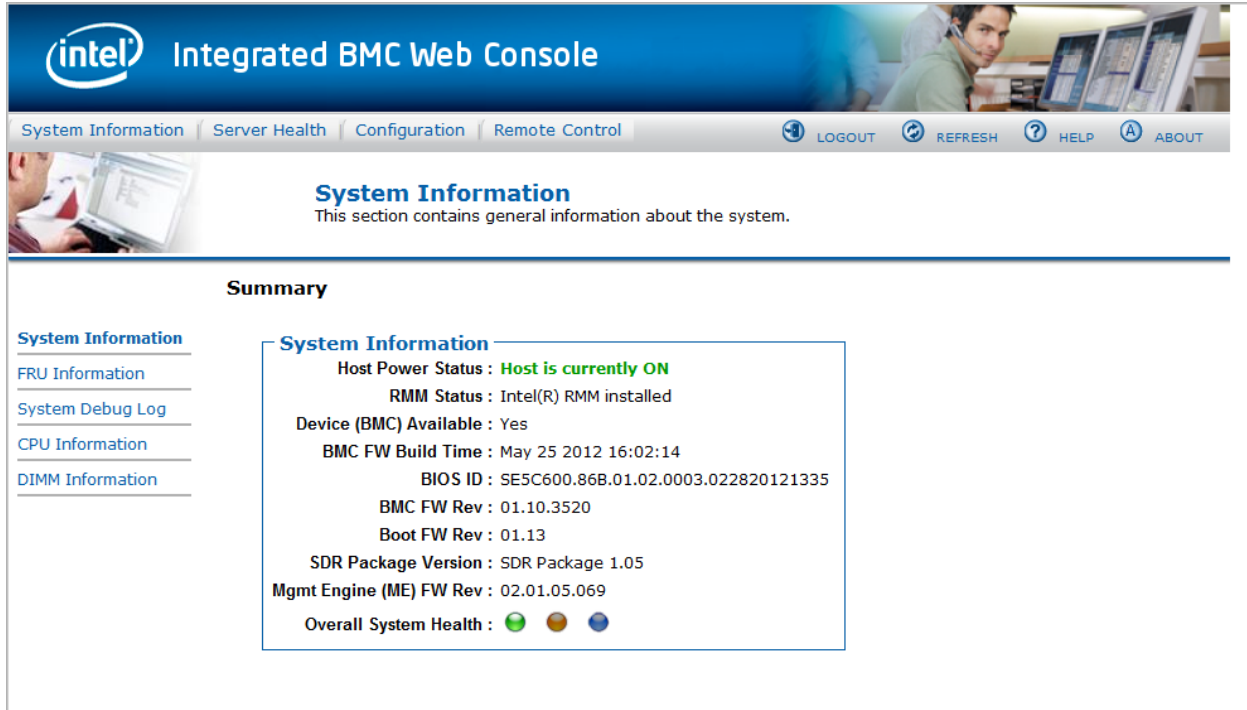 intel Integrated BMC Web Console
System Information Server Health Configuration Remote Control LOGOUT REFRESH ? HELP A ABOUT
System Information
This section contains general information about the system.
Summary
System Information
FRU Information
System Debug Log
CPU Information
DIMM Information
System Information
Host Power Status : Host is currently ON
RMM Status : Intel(R) RMM installed
Device (BMC) Available : Yes
BMC FW Build Time : May 25 2012 16:02:14
BIOS ID : SE5C600.86B.01.02.0003.022820121335
BMC FW Rev : 01.10.3520
Boot FW Rev : 01.13
SDR Package Version : SDR Package 1.05
Mgmt Engine (ME) FW Rev : 02.01.05.069
Overall System Health :